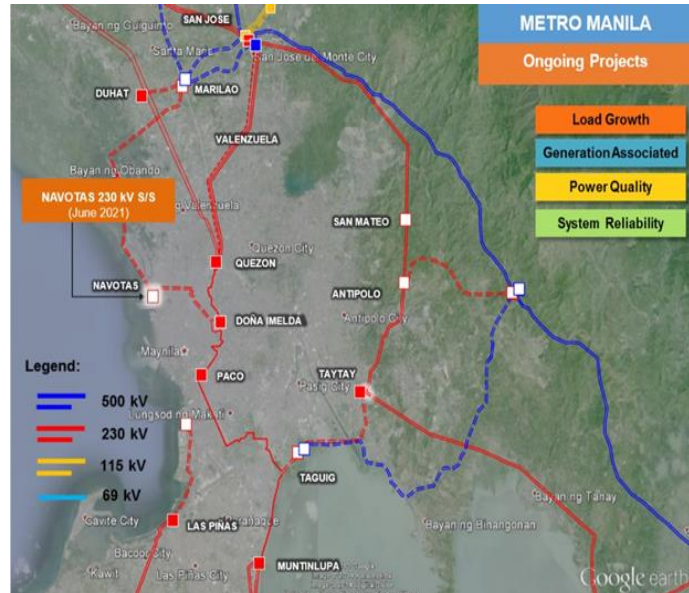 SAN JOSE
METRO MANILA
Ongoing Projects
Bayan ng Guiguinto
Santa Maria
San Jose del Monte City
DUHAT
MARILAO
Load Growth
VALENZUELA
Generation Associated
Bayan ng Obando
Power Quality
NAVOTAS 230 kV S/S
(June 2021)
ng Valenzuela
System Reliability
SAN MATEO
Quezon City
QUEZON
NAVOTAS
ANTIPOLO
DOÑA IMELDA
Antipolo City
Maynila
Legend:
TAYTAY
PACO
Pasig City
500 kV
Lungsod ng Makati
230 kV
115 kV
TAGUIG
69 kV
Bayan ng Tanay
Cavite City
LAS PIÑAS
Parañaque
Bayan ng Binangonan
Bacoor City
Kawit
Las Piñas City
MUNTINLUPA
Google earth